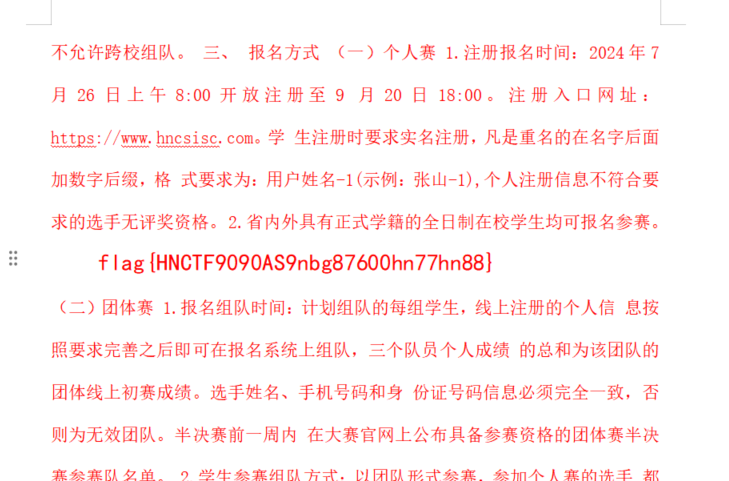 不允许跨校组队。 三、 报名方式 (一)个人赛 1.注册报名时间: 2024 年 7
月 26 日上午 8:00 开放注册至 9 月 20 日 18:00。注册入口网址:
https://www.hncsisc.com。学 生注册时要求实名注册,凡是重名的在名字后面
加数字后缀,格 式要求为:用户姓名-1(示例:张山-1),个人注册信息不符合要
求的选手无评奖资格。2.省内外具有正式学籍的全日制在校学生均可报名参赛。
flag{HNCTF9090AS9nbg87600hn77hn88}
(二)团体赛 1.报名组队时间:计划组队的每组学生,线上注册的个人信 息按
照要求完善之后即可在报名系统上组队,三个队员个人成绩 的总和为该团队的
团体线上初赛成绩。选手姓名、手机号码和身 份证号码信息必须完全一致,否
则为无效团队。半决赛前一周内 在大赛官网上公布具备参赛资格的团体赛半决
赛参赛队名单。 2.学生参赛组队方式:以团队形式参赛,参加个人赛的选手 都